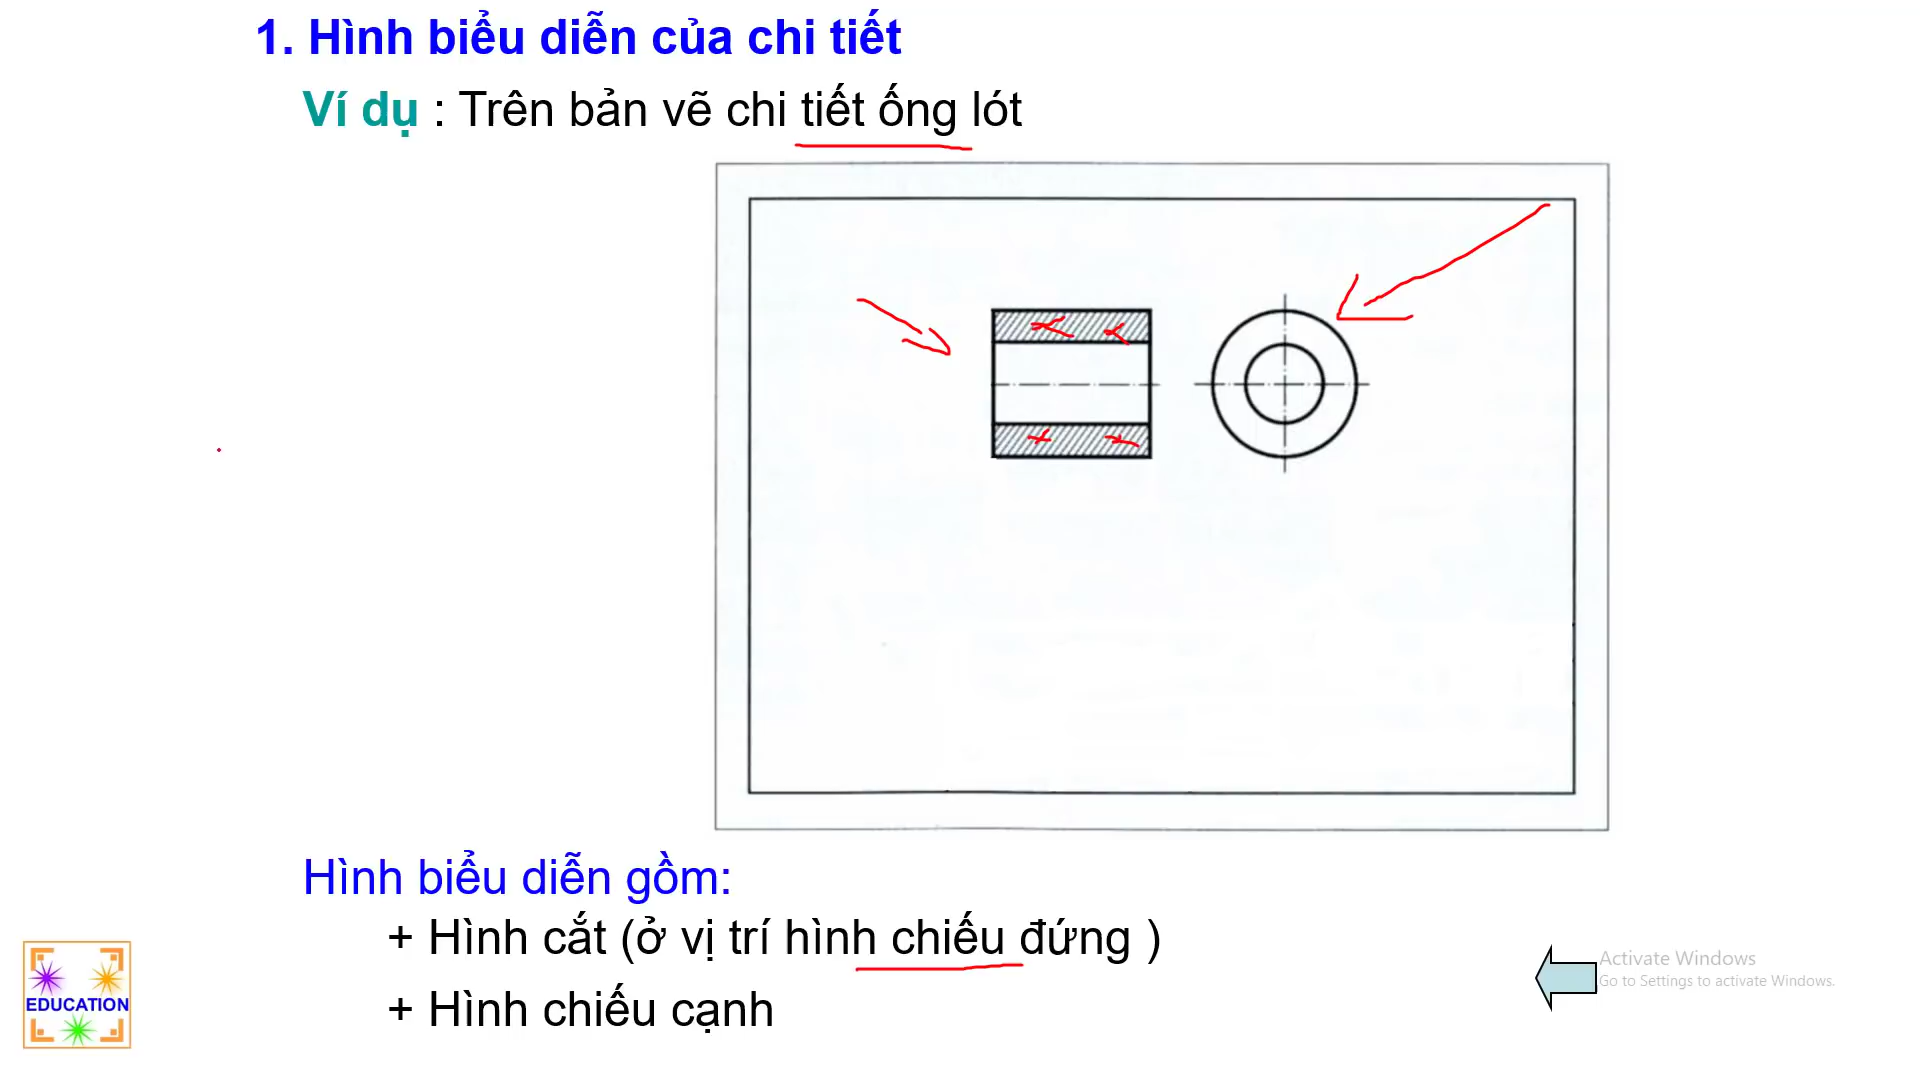 1. Hình biểu diễn của chi tiết
Ví dụ : Trên bản vẽ chi tiết ống lót
Hình biểu diễn gồm:
+ Hình cắt (ở vị trí hình chiếu đứng )
+ Hình chiếu cạnh
EDUCATION
Activate Windows
Go to Settings to activate Windows.